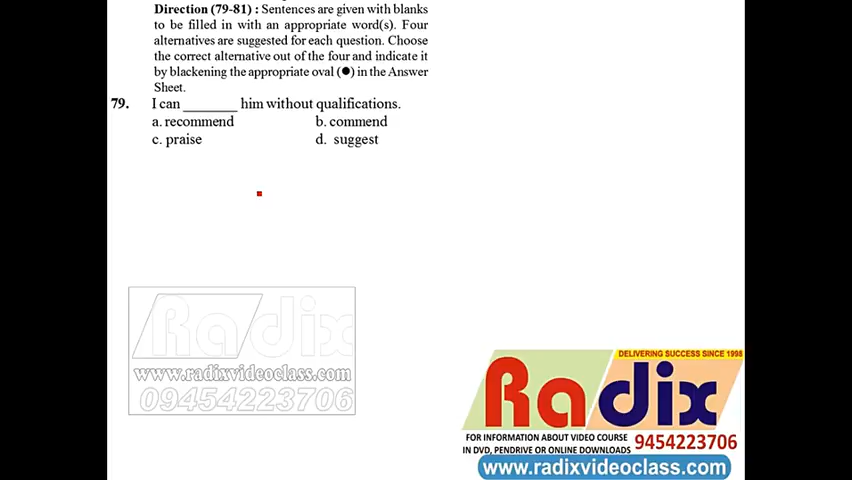 Direction (79-81) : Sentences are given with blanks
to be filled in with an appropriate word(s). Four
alternatives are suggested for each question. Choose
the correct alternative out of the four and indicate it
by blackening the appropriate oval (●) in the Answer
Sheet.
79. I can _______ him without qualifications.
a. recommend b. commend
c. praise d. suggest
Radix
www.radixvideoclass.com
09454223706
DELIVERING SUCCESS SINCE 1998
Radix
FOR INFORMATION ABOUT VIDEO COURSE
IN DVD, PENDRIVE OR ONLINE DOWNLOADS 9454223706
www.radixvideoclass.com